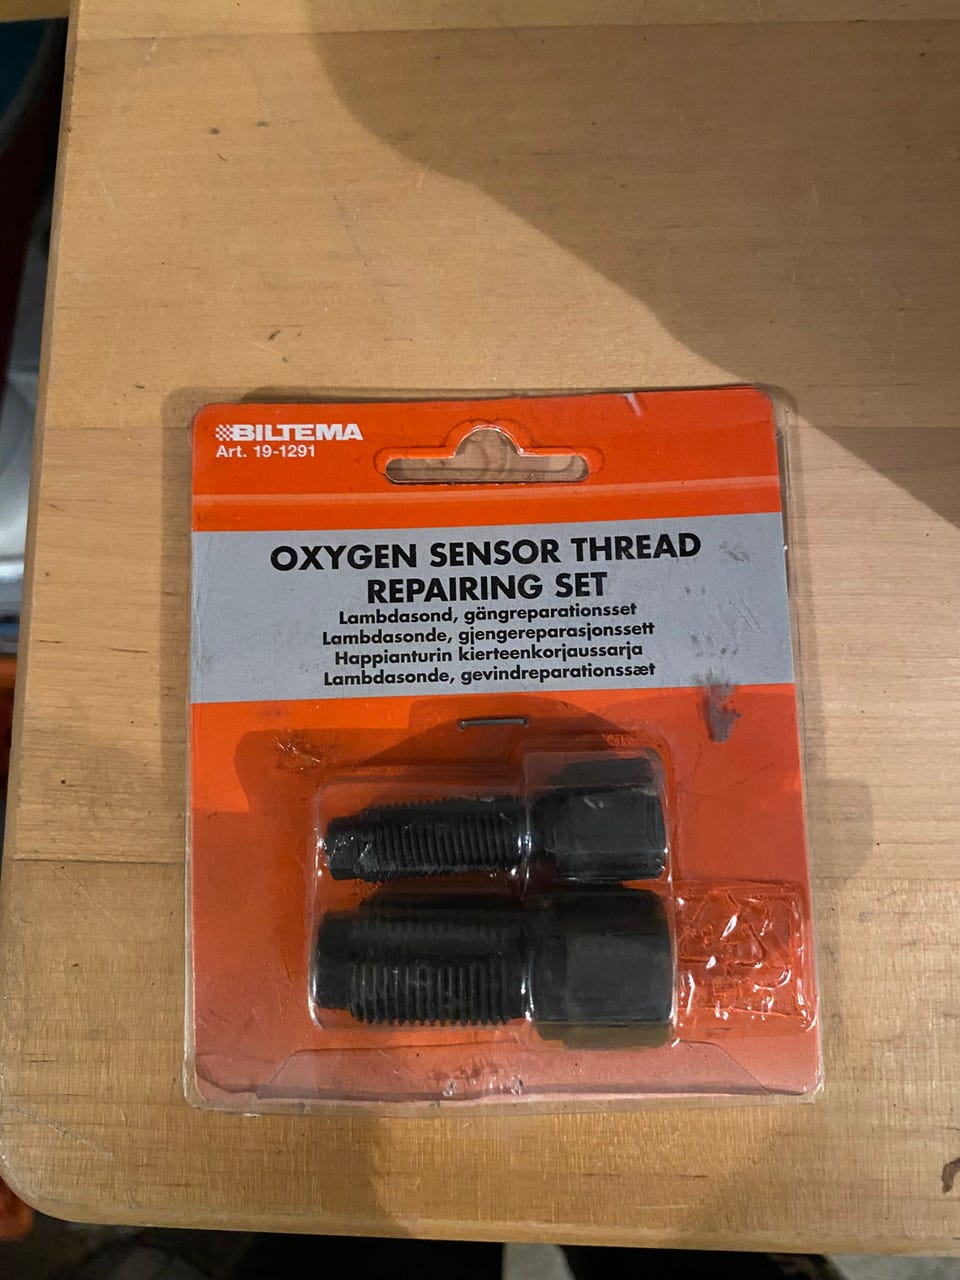 BILTEMA
Art. 19-1291
OXYGEN SENSOR THREAD
REPAIRING SET
Lambdasond, gängreparationsset
Lambdasonde, gjengereparasjonssett
Happianturin kierteenkorjaussarja
Lambdasonde, gevindreparationssæt